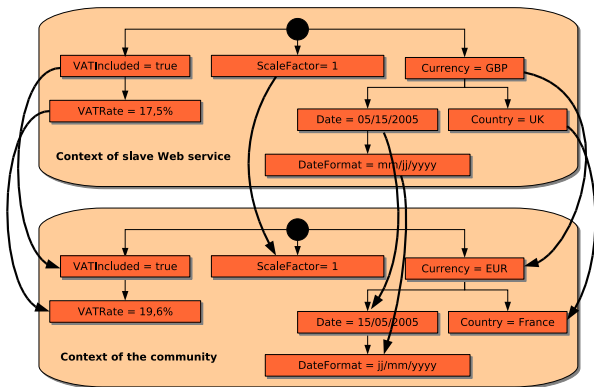 VATIncluded = true
ScaleFactor= 1
Currency = GBP
VATRate = 17,5%
Date = 05/15/2005
Country = UK
Context of slave Web service
DateFormat = mm/jj/yyyy
VATIncluded = true
ScaleFactor= 1
Currency = EUR
VATRate = 19,6%
Date = 15/05/2005
Country = France
Context of the community
DateFormat = jj/mm/yyyy